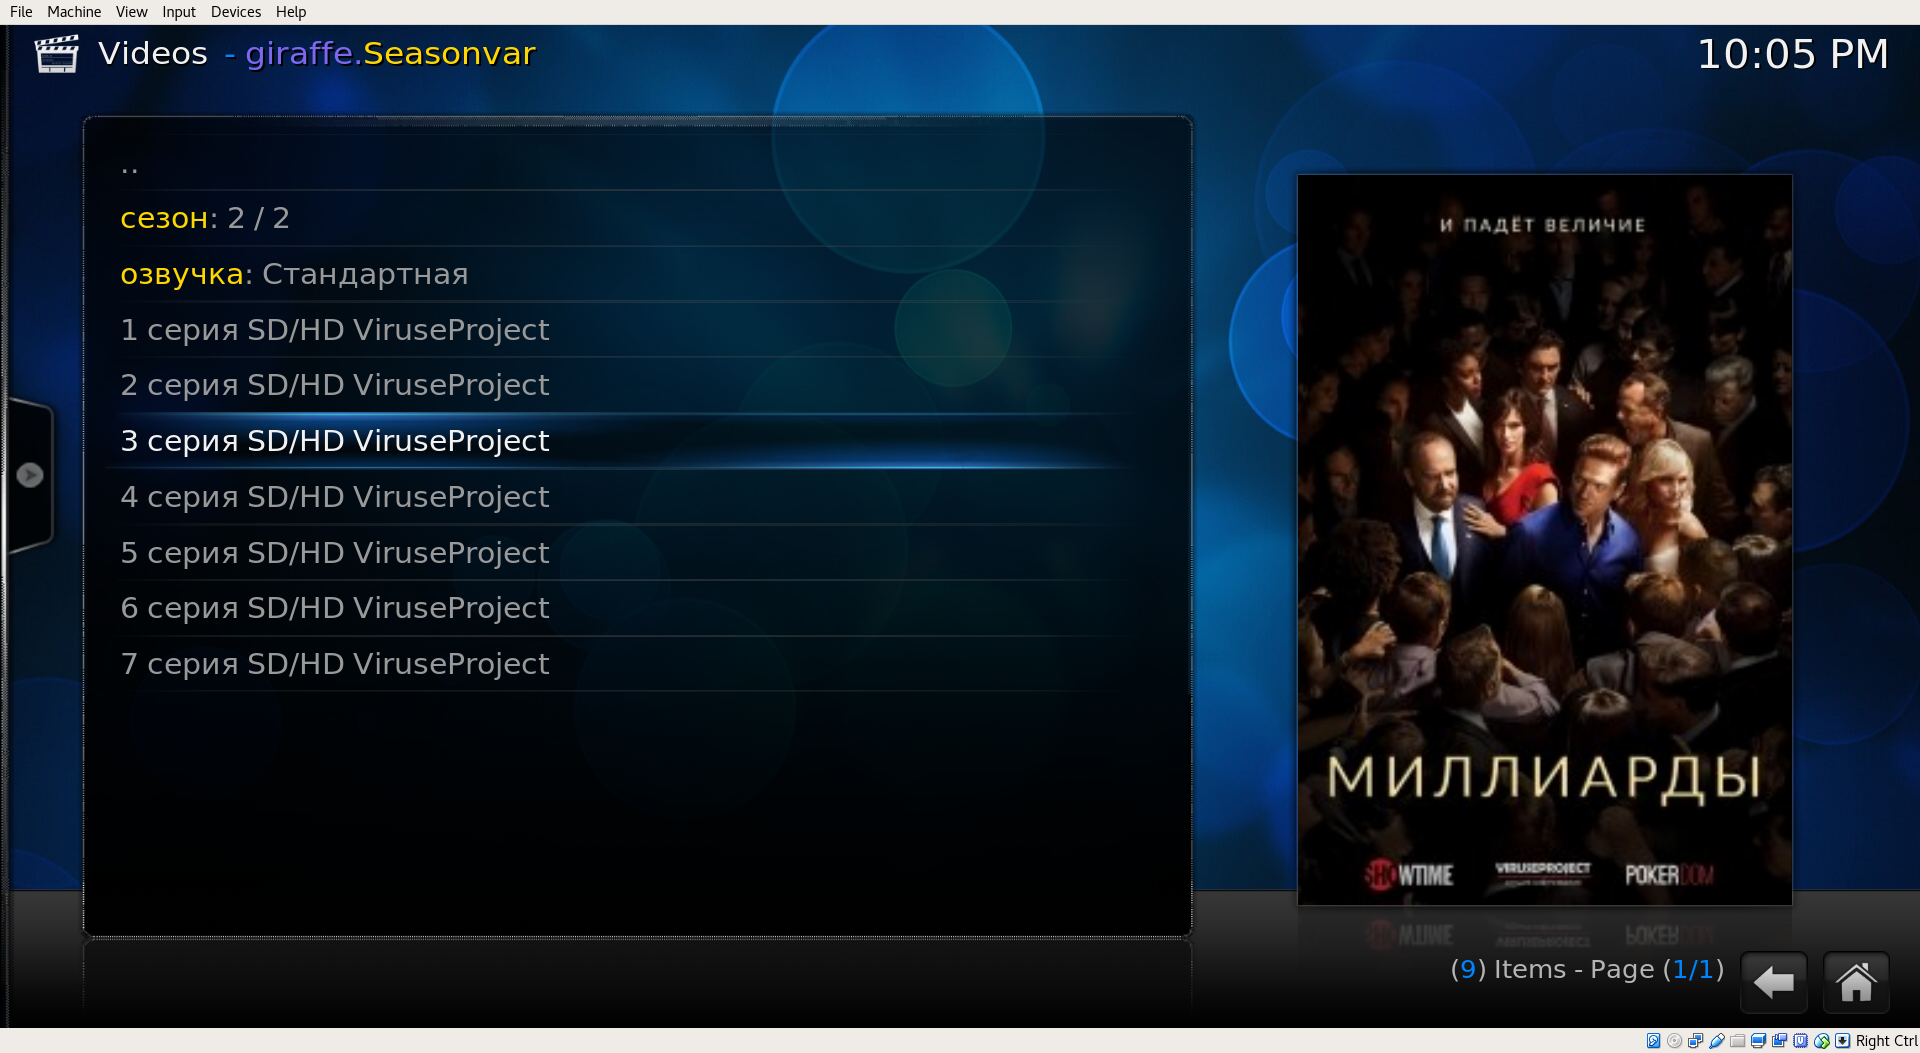 File Machine View Input Devices Help
Videos - giraffe.Seasonvar
10:05 PM
..
сезон: 2 / 2
озвучка: Стандартная
1 серия SD/HD ViruseProject
2 серия SD/HD ViruseProject
3 серия SD/HD ViruseProject
4 серия SD/HD ViruseProject
5 серия SD/HD ViruseProject
6 серия SD/HD ViruseProject
7 серия SD/HD ViruseProject
И ПАДЁТ ВЕЛИЧИЕ
МИЛЛИАРДЫ
SHOWTIME VIRUSEPROJECT POKERDOM
(9) Items - Page (1/1)
Right Ctrl